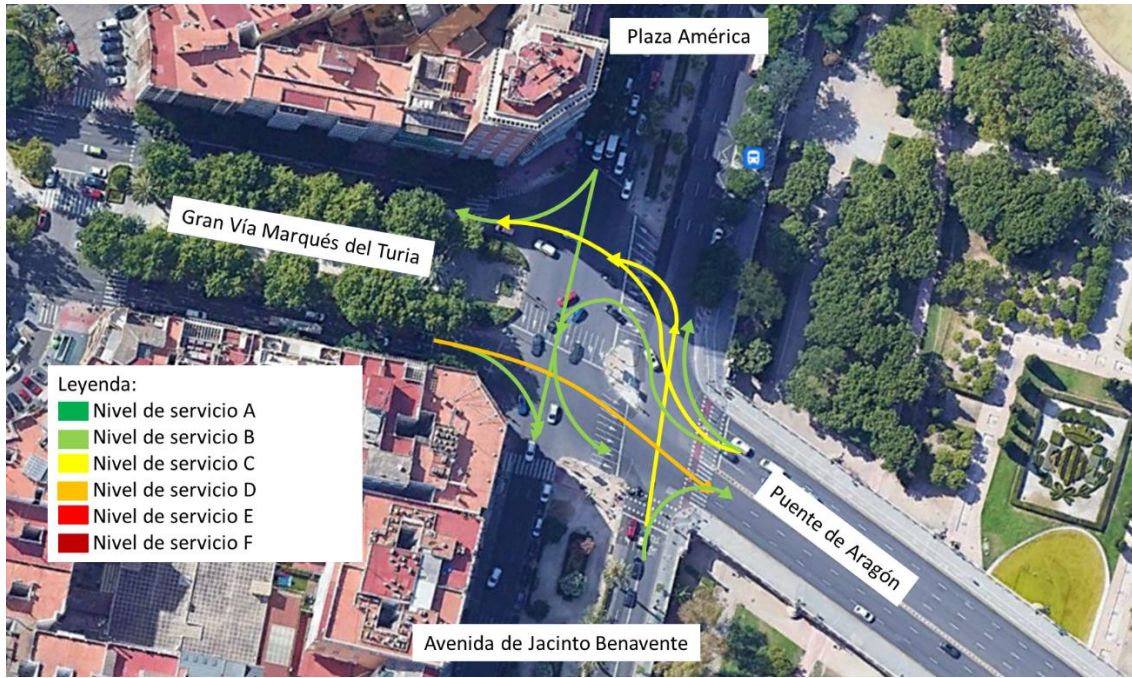 Plaza América
Gran Vía Marqués del Turia
Leyenda:
Nivel de servicio A
Nivel de servicio B
Nivel de servicio C
Nivel de servicio D
Nivel de servicio E
Nivel de servicio F
Puente de Aragón
Avenida de Jacinto Benavente